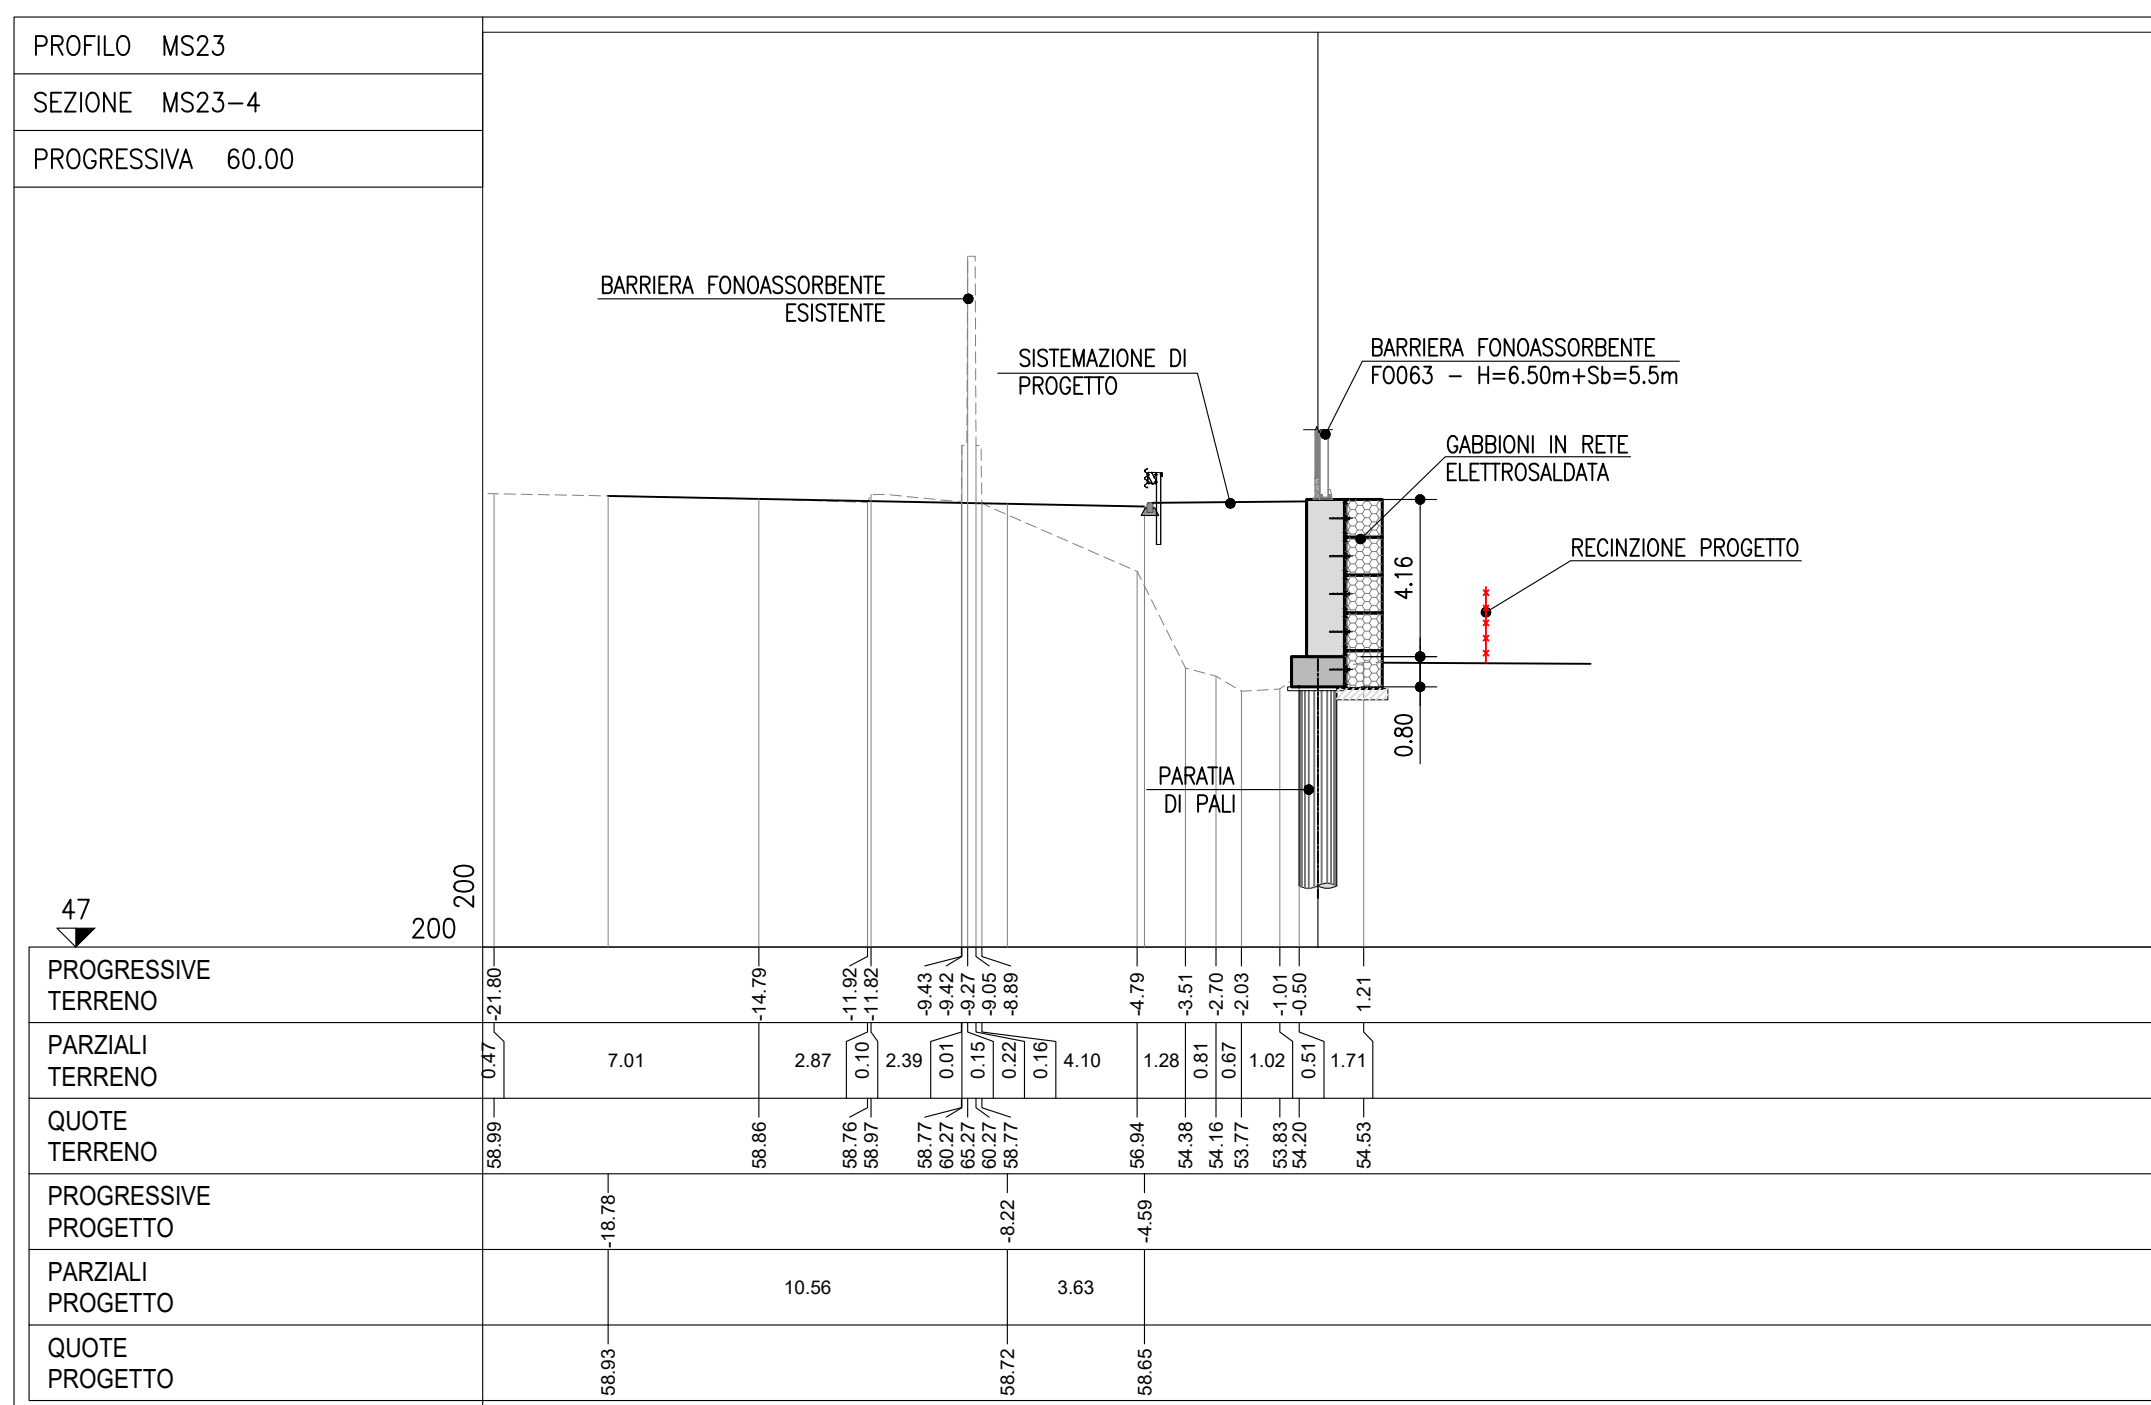 PROFILO MS23
SEZIONE MS23-4
PROGRESSIVA 60.00
BARRIERA FONOASSORBENTE
ESISTENTE
SISTEMAZIONE DI
PROGETTO
BARRIERA FONOASSORBENTE
FO063 - H=6.50m+Sb=5.5m
GABBIONI IN RETE
ELETTROSALDATA
RECINZIONE PROGETTO
4.16
0.80
PARATIA
DI PALI
47
200
200
PROGRESSIVE
TERRENO
-21.80 -14.79 -11.92 -11.82 -9.43 -9.42 -9.27 -9.05 -8.89 -4.79 -3.51 -2.70 -2.03 -1.01 -0.50 1.21
PARZIALI
TERRENO
0.47 7.01 2.87 0.10 2.39 0.01 0.15 0.22 0.16 4.10 1.28 0.81 0.67 1.02 0.51 1.71
QUOTE
TERRENO
58.99 58.86 58.76 58.97 58.77 60.27 65.27 60.27 58.77 56.94 54.38 54.16 53.77 53.83 54.20 54.53
PROGRESSIVE
PROGETTO
-18.78 -8.22 -4.59
PARZIALI
PROGETTO
10.56 3.63
QUOTE
PROGETTO
58.93 58.72 58.65